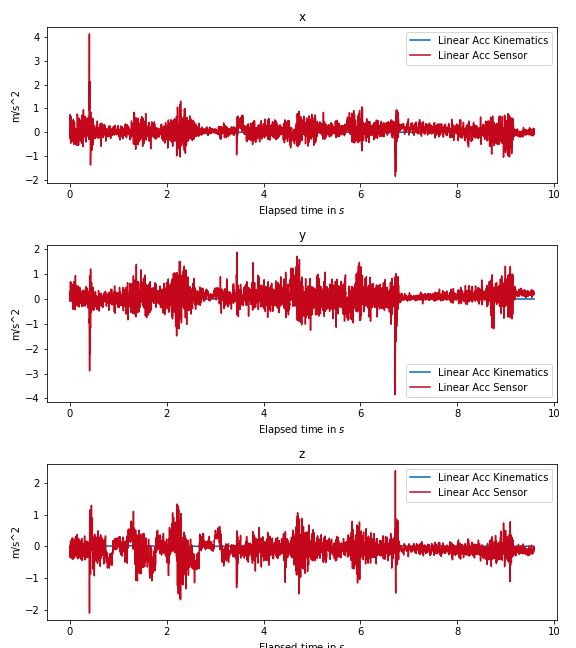 x
4
3
2
1
0
−1
−2
m/s^2
Linear Acc Kinematics
Linear Acc Sensor
0 2 4 6 8 10
Elapsed time in s
y
2
1
0
−1
−2
−3
−4
m/s^2
Linear Acc Kinematics
Linear Acc Sensor
0 2 4 6 8 10
Elapsed time in s
z
2
1
0
−1
−2
m/s^2
Linear Acc Kinematics
Linear Acc Sensor
0 2 4 6 8 10
Elapsed time in s